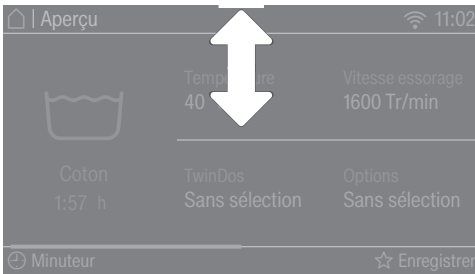 | Aperçu 11:02
Température Vitesse essorage
40 1600 Tr/min
Coton TwinDos Options
1:57 h Sans sélection Sans sélection
Minuteur Enregistrer